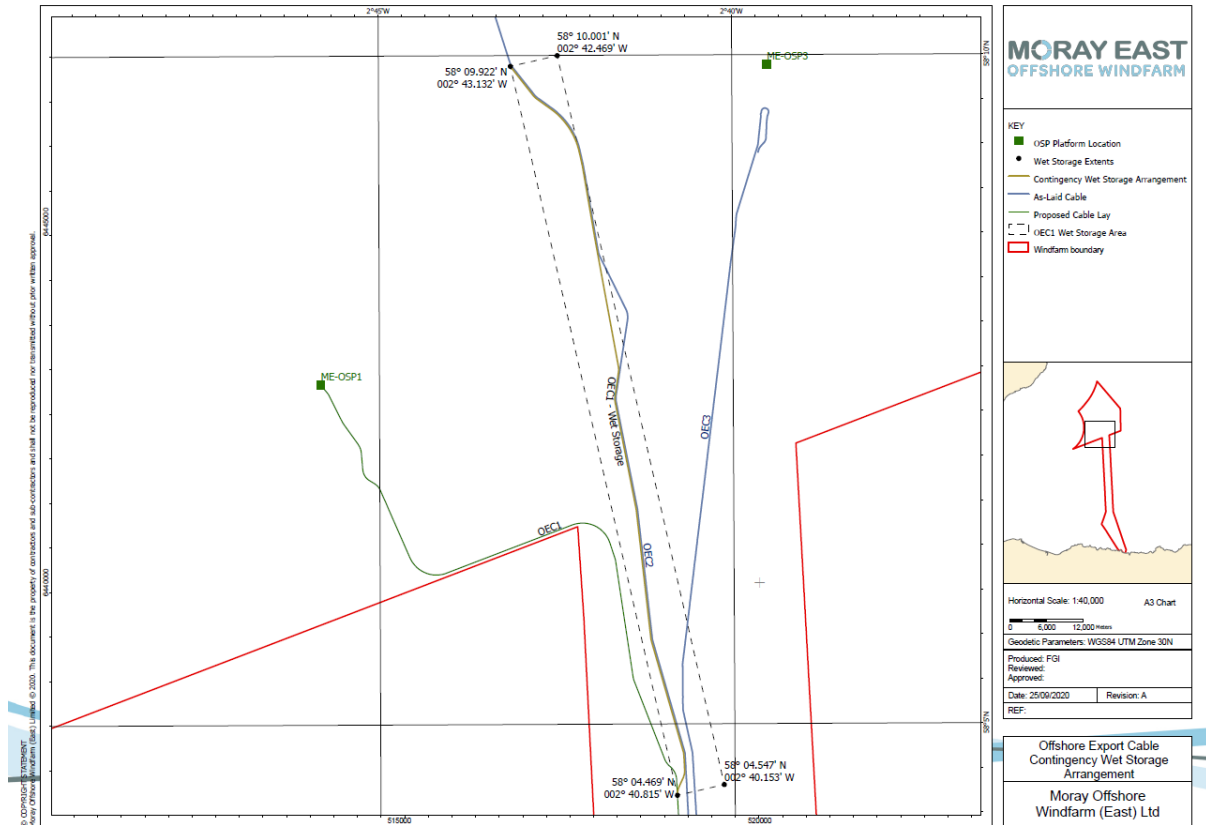 2°45'W
2°40'W
58° 10.001' N
002° 42.469' W
58° 09.922' N
002° 43.132' W
ME-OSP3
58°10'N
6445000
ME-OSP1
OEC1 - Wet Storage
OEC3
OEC1
OEC2
6440000
58°5'N
58° 04.547' N
002° 40.153' W
58° 04.469' N
002° 40.815' W
515000
520000
© COPYRIGHT STATEMENT
Moray Offshore Windfarm (East) Limited © 2020. This document is the property of contractors and sub-contractors and shall not be reproduced nor transmitted without prior written approval.
MORAY EAST
OFFSHORE WINDFARM
KEY
OSP Platform Location
Wet Storage Extents
Contingency Wet Storage Arrangement
As-Laid Cable
Proposed Cable Lay
OEC1 Wet Storage Area
Windfarm boundary
Horizontal Scale: 1:40,000 A3 Chart
0 6,000 12,000 Meters
Geodetic Parameters: WGS84 UTM Zone 30N
Produced: FGI
Reviewed:
Approved:
Date: 25/09/2020 Revision: A
REF:
Offshore Export Cable
Contingency Wet Storage
Arrangement
Moray Offshore
Windfarm (East) Ltd